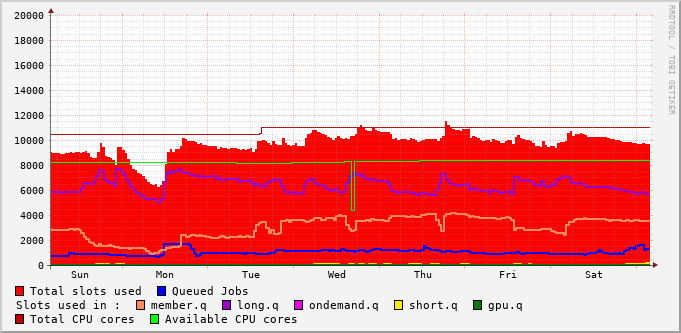 RRDTOOL / TOBI OETIKER
20000
18000
16000
14000
12000
10000
8000
6000
4000
2000
0
Sun Mon Tue Wed Thu Fri Sat
Total slots used Queued Jobs
Slots used in : member.q long.q ondemand.q short.q gpu.q
Total CPU cores Available CPU cores